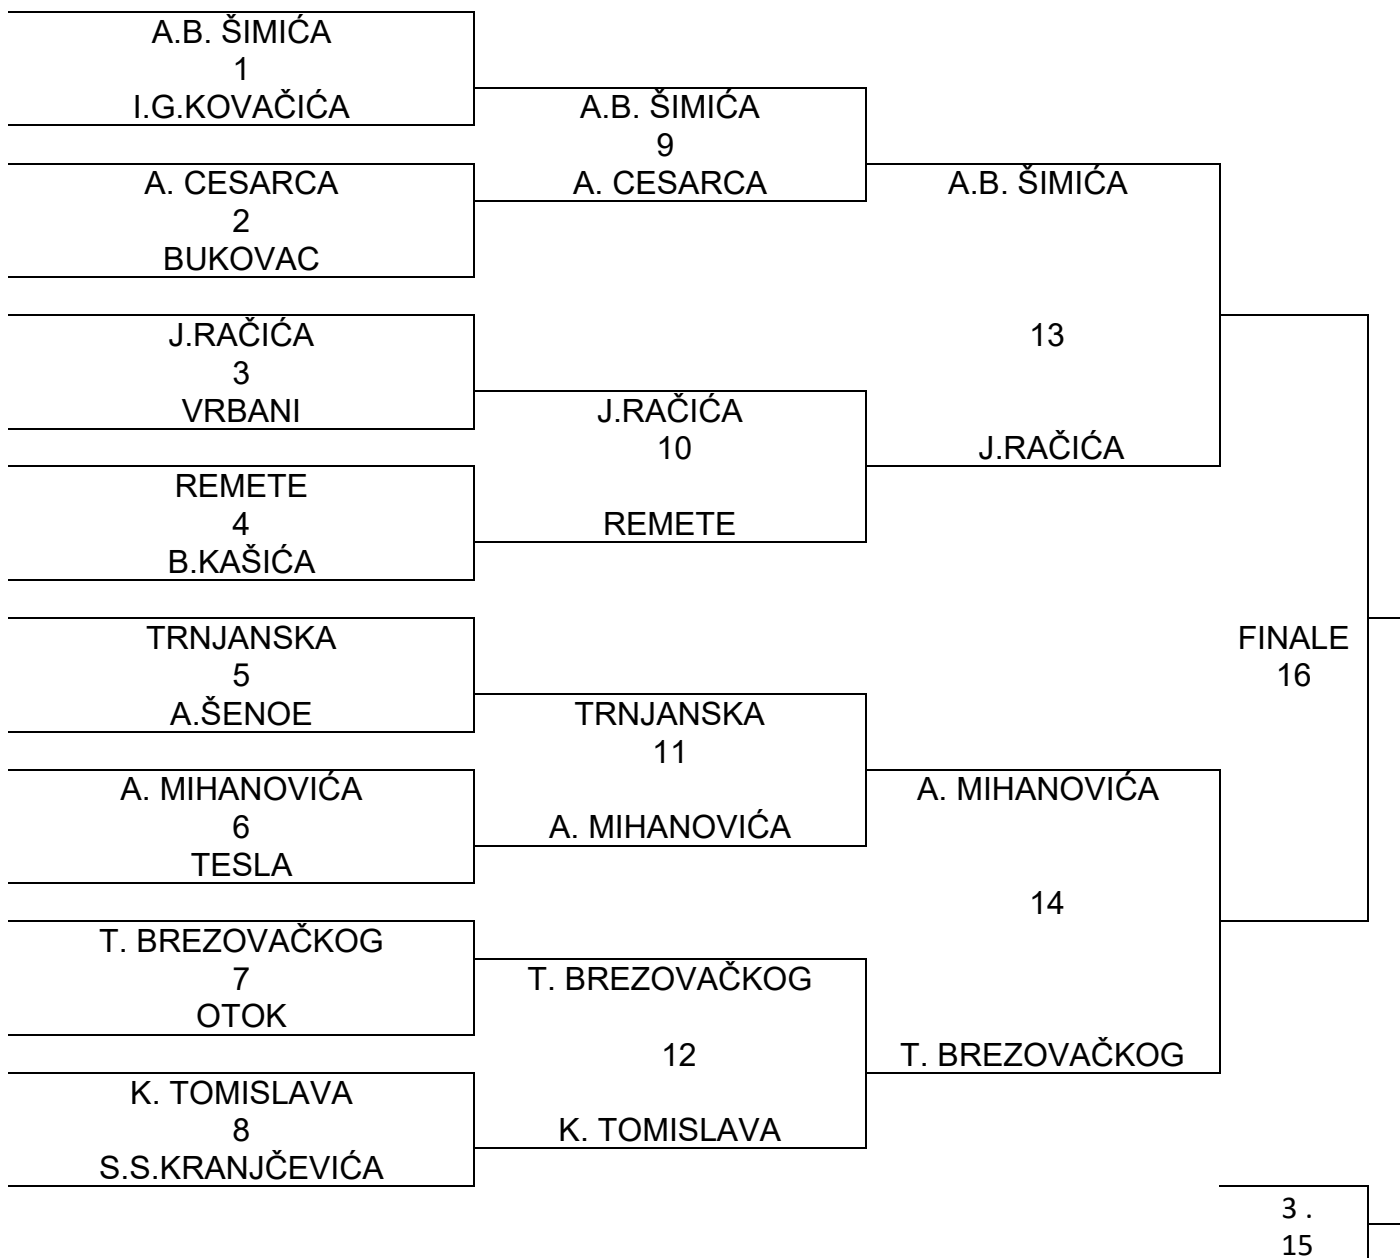 A.B. ŠIMIĆA
1
I.G.KOVAČIĆA
A. CESARCA
2
BUKOVAC
J.RAČIĆA
3
VRBANI
REMETE
4
B.KAŠIĆA
TRNJANSKA
5
A.ŠENOE
A. MIHANOVIĆA
6
TESLA
T. BREZOVAČKOG
7
OTOK
K. TOMISLAVA
8
S.S.KRANJČEVIĆA
A.B. ŠIMIĆA
9
A. CESARCA
J.RAČIĆA
10
REMETE
TRNJANSKA
11
A. MIHANOVIĆA
T. BREZOVAČKOG
12
K. TOMISLAVA
A.B. ŠIMIĆA
13
J.RAČIĆA
A. MIHANOVIĆA
14
T. BREZOVAČKOG
FINALE
16
3 .
15